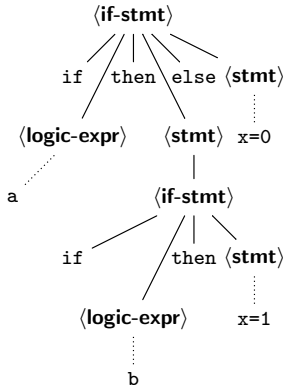 ⟨if-stmt⟩
if then else ⟨stmt⟩
⟨logic-expr⟩ ⟨stmt⟩ x=0
a ⟨if-stmt⟩
if then ⟨stmt⟩
⟨logic-expr⟩ x=1
b